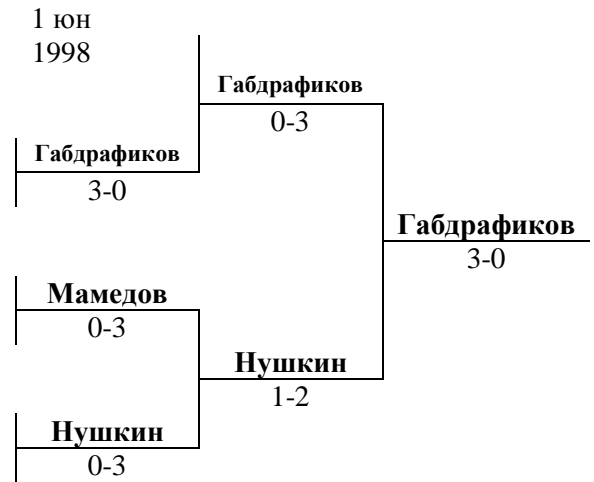 1 юн
1998
Габдрафиков
0-3
Габдрафиков
3-0
Габдрафиков
3-0
Мамедов
0-3
Нушкин
1-2
Нушкин
0-3